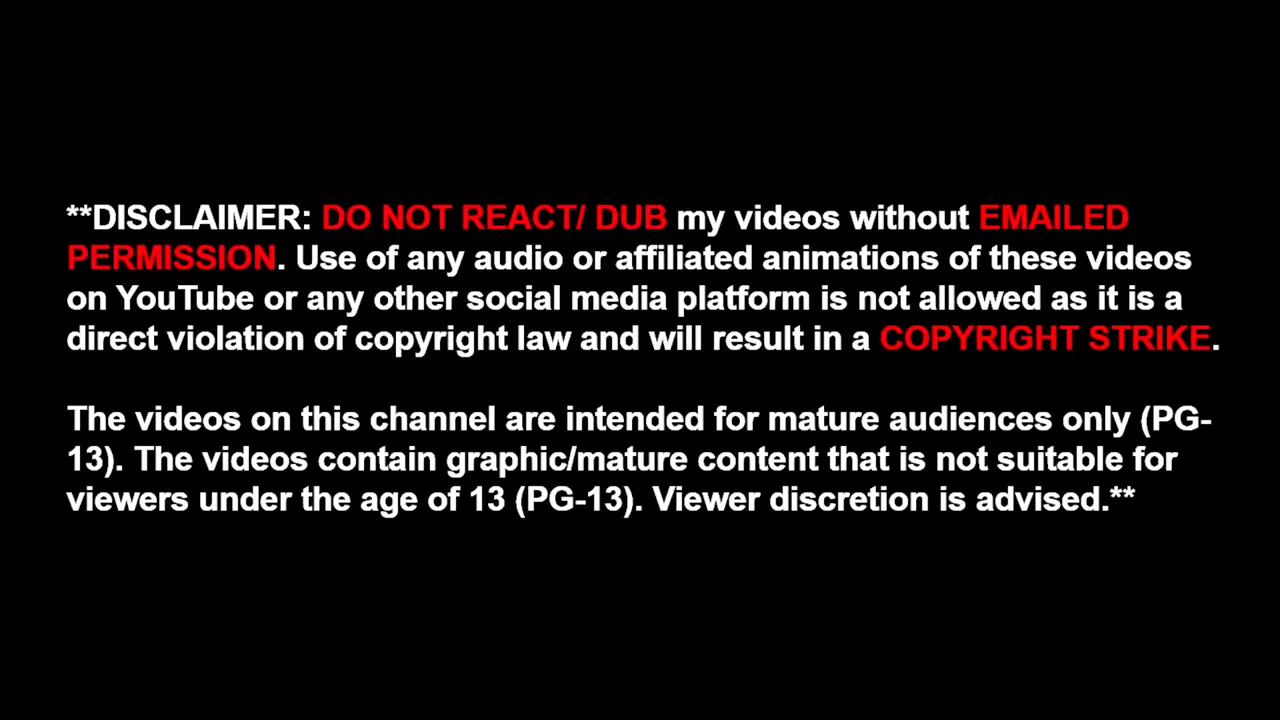 **DISCLAIMER: DO NOT REACT/ DUB my videos without EMAILED
PERMISSION. Use of any audio or affiliated animations of these videos
on YouTube or any other social media platform is not allowed as it is a
direct violation of copyright law and will result in a COPYRIGHT STRIKE.
The videos on this channel are intended for mature audiences only (PG-
13). The videos contain graphic/mature content that is not suitable for
viewers under the age of 13 (PG-13). Viewer discretion is advised.**